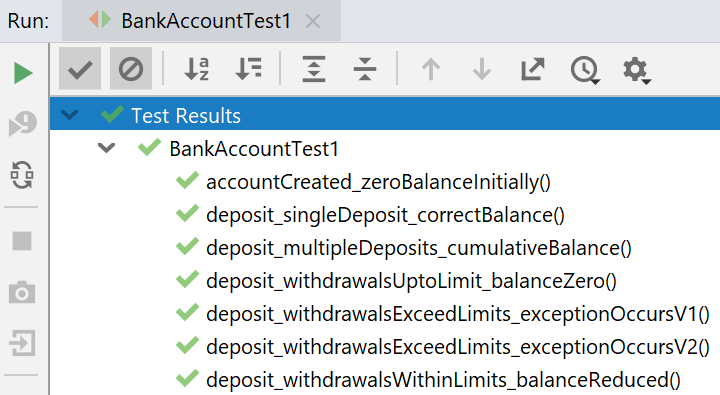 Run: BankAccountTest1
Test Results
BankAccountTest1
accountCreated_zeroBalanceInitially()
deposit_singleDeposit_correctBalance()
deposit_multipleDeposits_cumulativeBalance()
deposit_withdrawalsUptoLimit_balanceZero()
deposit_withdrawalsExceedLimits_exceptionOccursV1()
deposit_withdrawalsExceedLimits_exceptionOccursV2()
deposit_withdrawalsWithinLimits_balanceReduced()